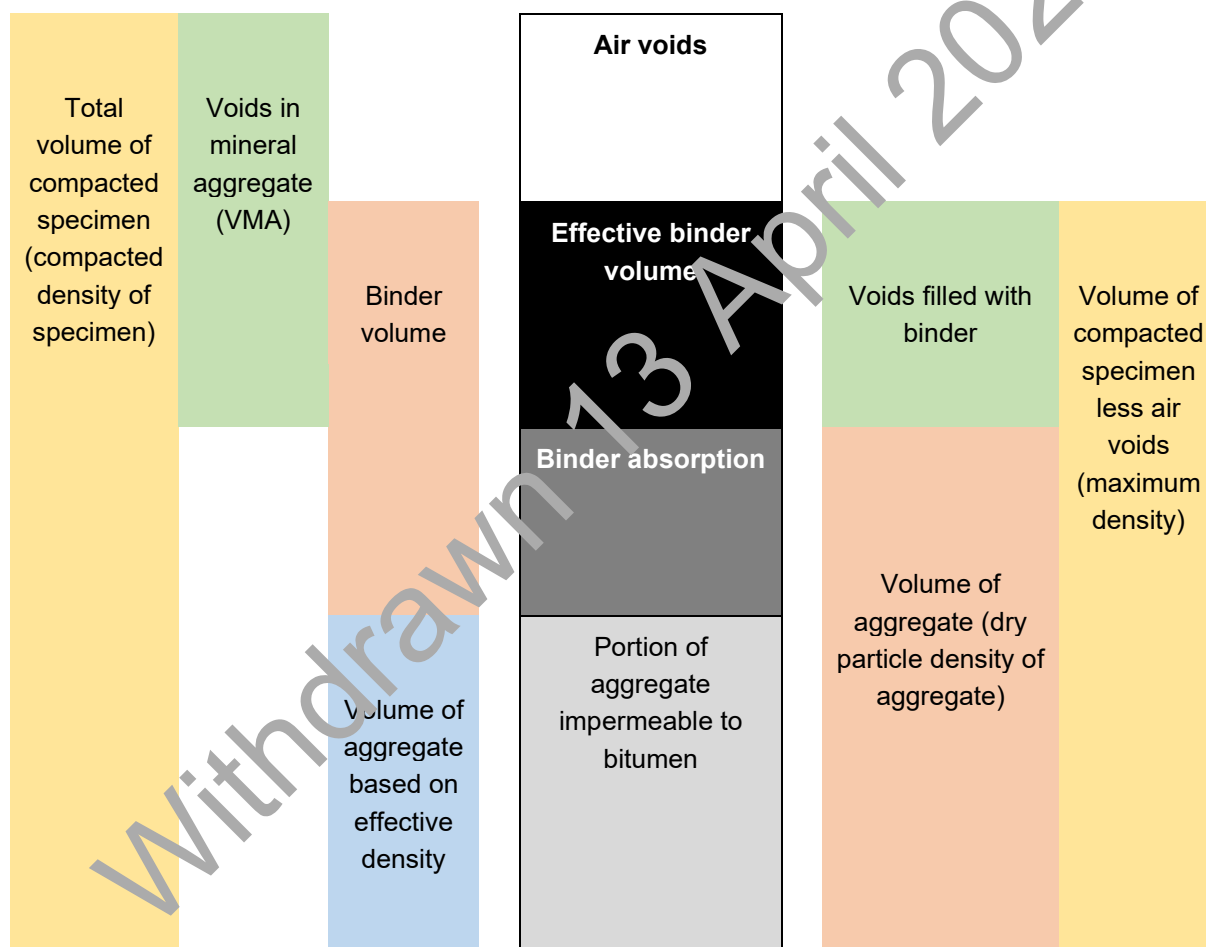 Air voids
Total
volume of
compacted
specimen
(compacted
density of
specimen)
Voids in
mineral
aggregate
(VMA)
Binder
volume
Effective binder
volume
Voids filled with
binder
Volume of
compacted
specimen
less air
voids
(maximum
density)
Binder absorption
Volume of
aggregate (dry
particle density of
aggregate)
Portion of
aggregate
impermeable to
bitumen
Volume of
aggregate
based on
effective
density
Withdrawn 13 April